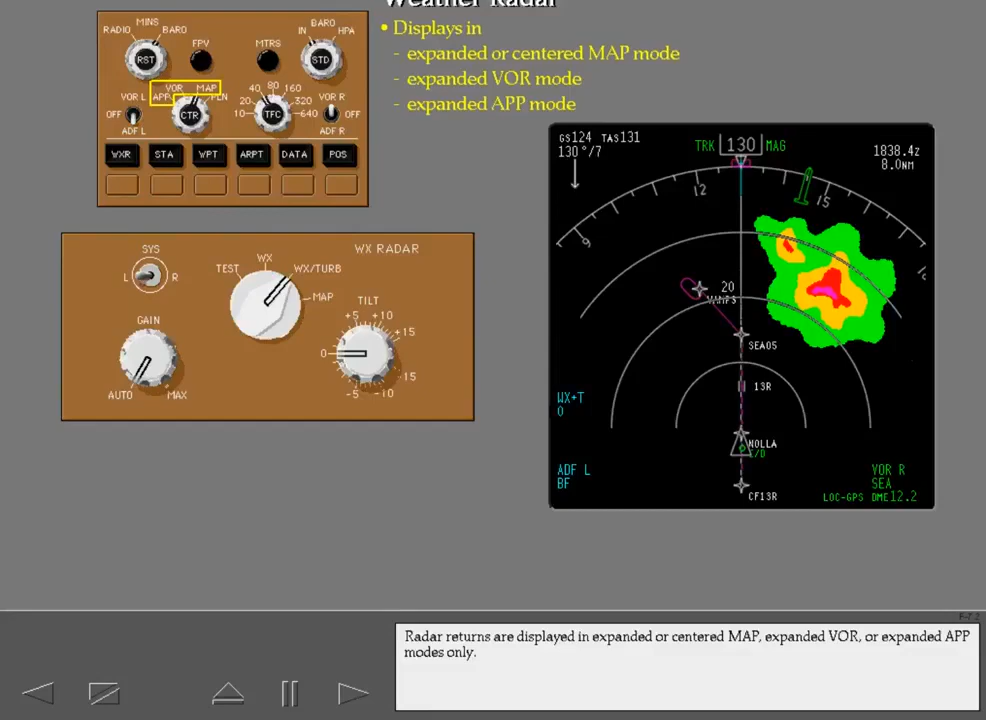 Weather Radar
• Displays in
- expanded or centered MAP mode
- expanded VOR mode
- expanded APP mode
MINS
RADIO
BARO
RST
FPV
MTRS
BARO
IN
HPA
STD
VOR L
OFF
ADF L
APP
VOR
MAP
PLN
CTR
10
20
40
80
160
320
640
TFC
VOR R
OFF
ADF R
WXR
STA
WPT
ARPT
DATA
POS
WX RADAR
SYS
L
R
TEST
WX
WX/TURB
MAP
GAIN
AUTO
MAX
TILT
+5
+10
+15
0
15
-5
-10
GS124 TAS131
130°/7
TRK 130 MAG
1838.4z
8.0NM
9
12
15
20
SEA05
13R
WX+T
0
NOLLA
CF13R
ADF L
BF
VOR R
SEA
LOC-GPS DME12.2
Radar returns are displayed in expanded or centered MAP, expanded VOR, or expanded APP
modes only.